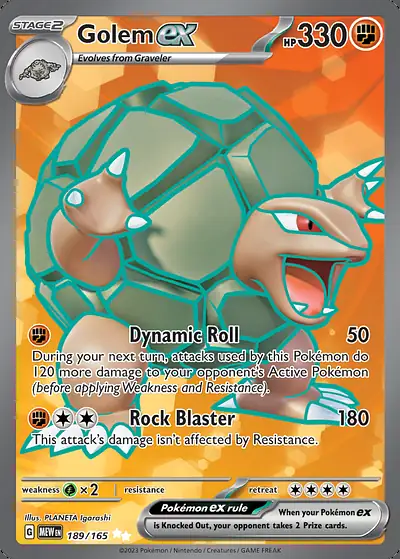 STAGE2 Golem ex HP330
Evolves from Graveler
Dynamic Roll 50
During your next turn, attacks used by this Pokémon do
120 more damage to your opponent's Active Pokémon
(before applying Weakness and Resistance).
Rock Blaster 180
This attack's damage isn't affected by Resistance.
weakness ×2 resistance retreat
Illus. PLANETA Igarashi
Pokémon ex rule When your Pokémon ex
is Knocked Out, your opponent takes 2 Prize cards.
G MEW EN 189/165
©2023 Pokémon / Nintendo / Creatures / GAME FREAK